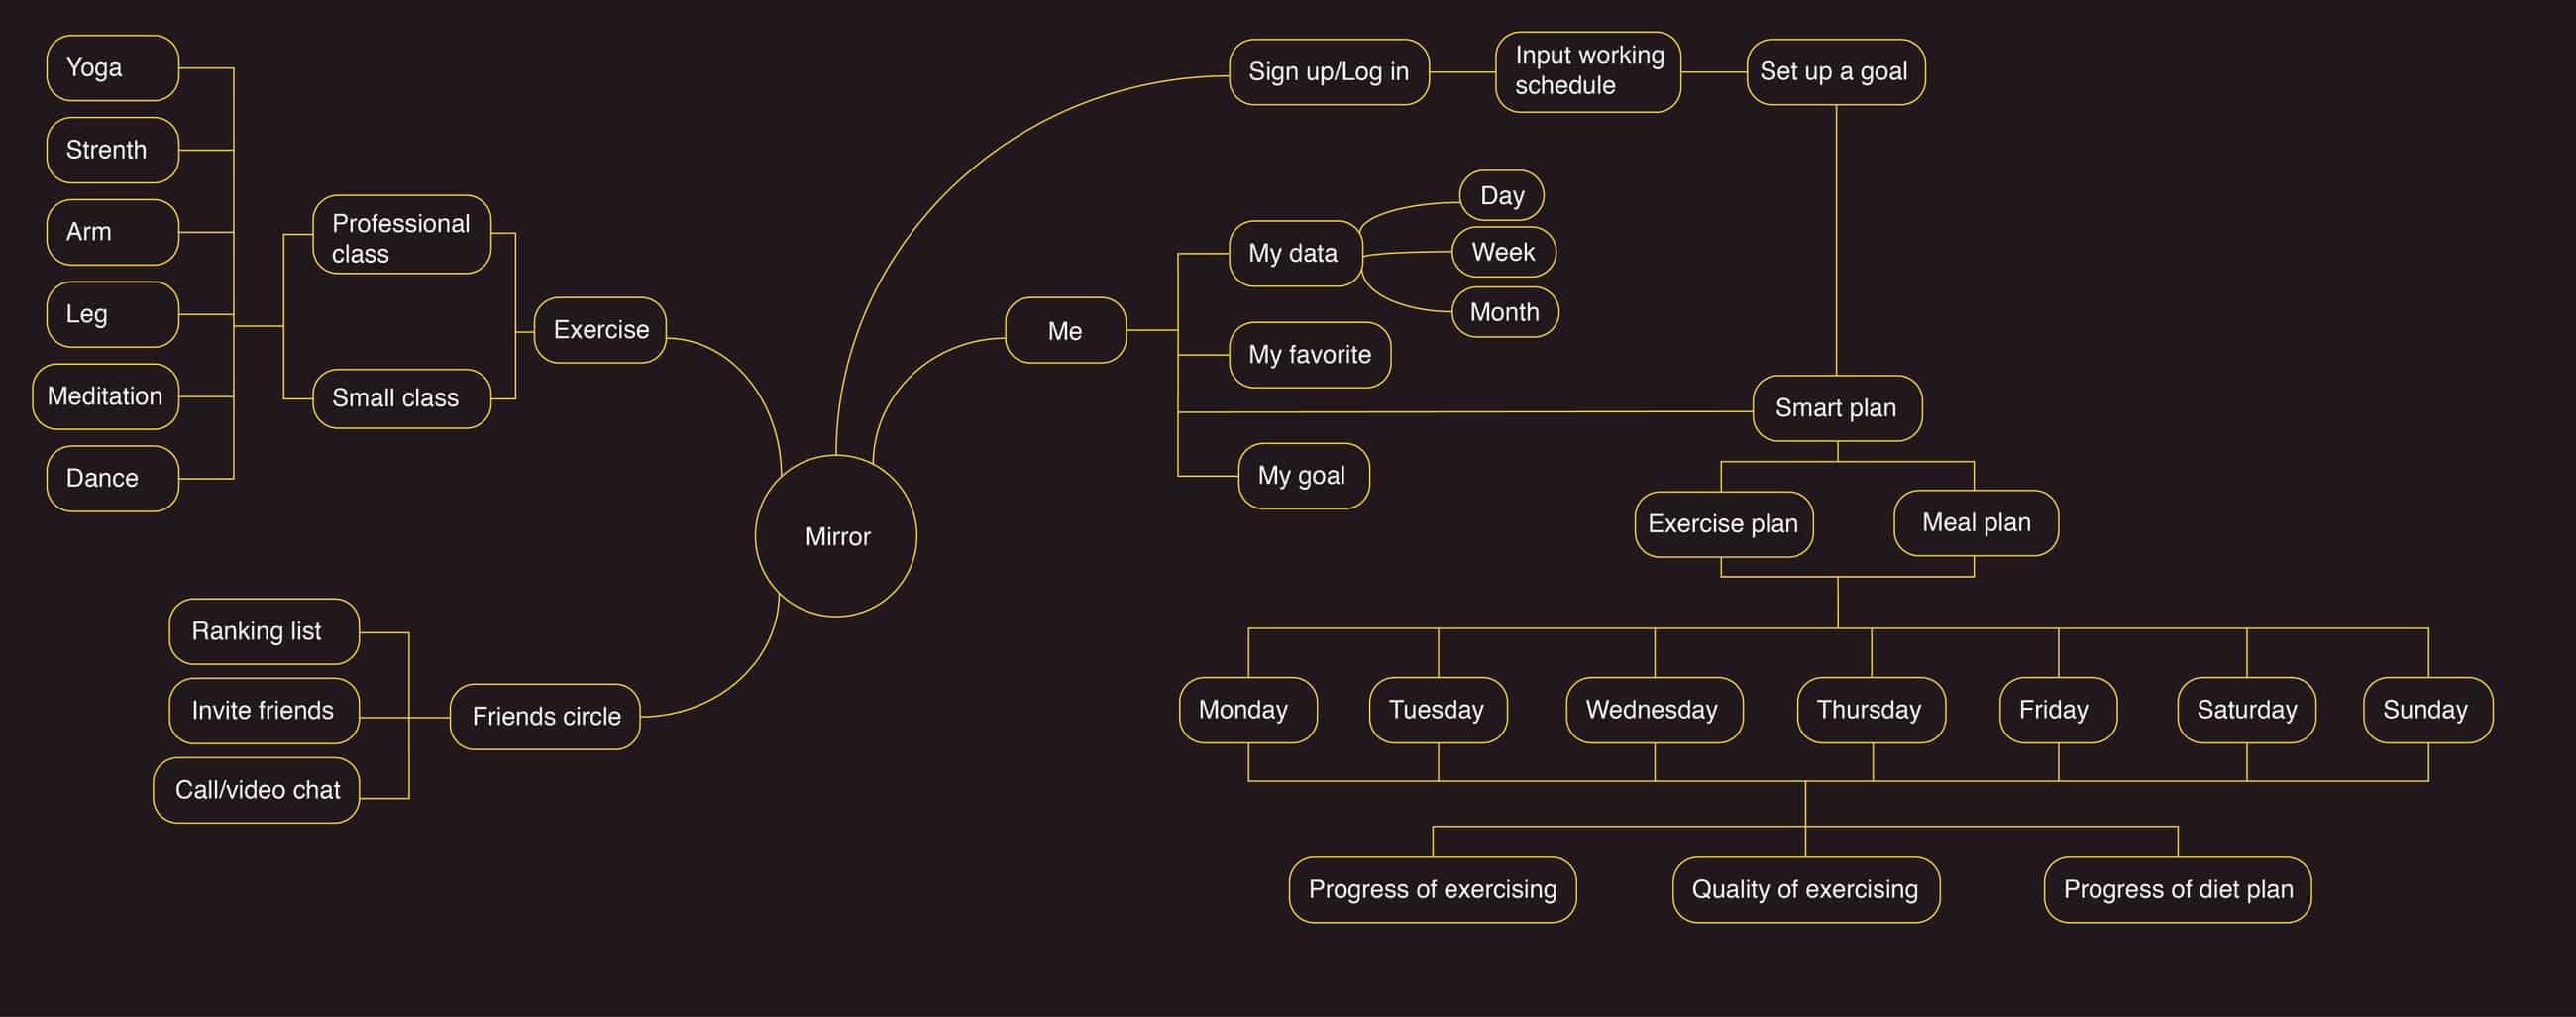 Yoga
Strenth
Arm
Leg
Meditation
Dance
Professional
class
Small class
Exercise
Ranking list
Invite friends
Call/video chat
Friends circle
Mirror
Sign up/Log in
Input working
schedule
Set up a goal
Me
My data
Day
Week
Month
My favorite
My goal
Smart plan
Exercise plan
Meal plan
Monday
Tuesday
Wednesday
Thursday
Friday
Saturday
Sunday
Progress of exercising
Quality of exercising
Progress of diet plan